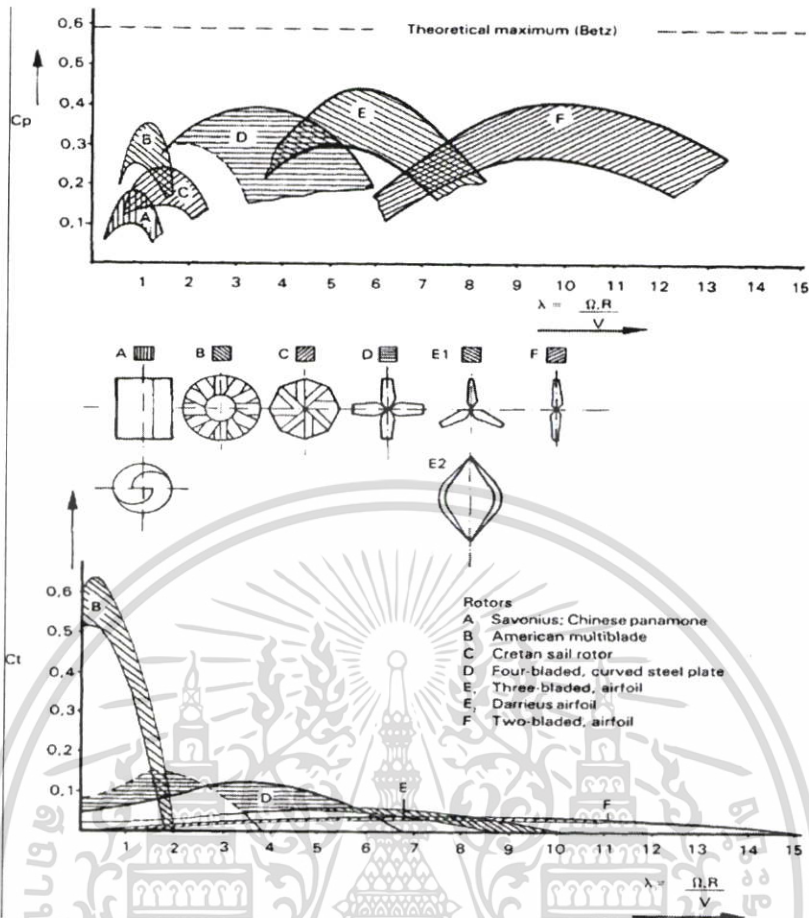 0,6
Theoretical maximum (Betz)
0,5
0,4
0,3
0,2
0,1
Cp
A
B
C
D
E
F
1 2 3 4 5 6 7 8 9 10 11 12 13 14 15
λ = Ω.R
V
A B C D E1 F
E2
0,6
0,5
0,4
0,3
0,2
0,1
Ct
B
D
E
F
Rotors
A Savonius; Chinese panamone
B American multiblade
C Cretan sail rotor
D Four-bladed, curved steel plate
E, Three-bladed, airfoil
E₂ Darrieus airfoil
F Two-bladed, airfoil
1 2 3 4 5 6 7 8 9 10 11 12 13 14 15
λ = Ω.R
V